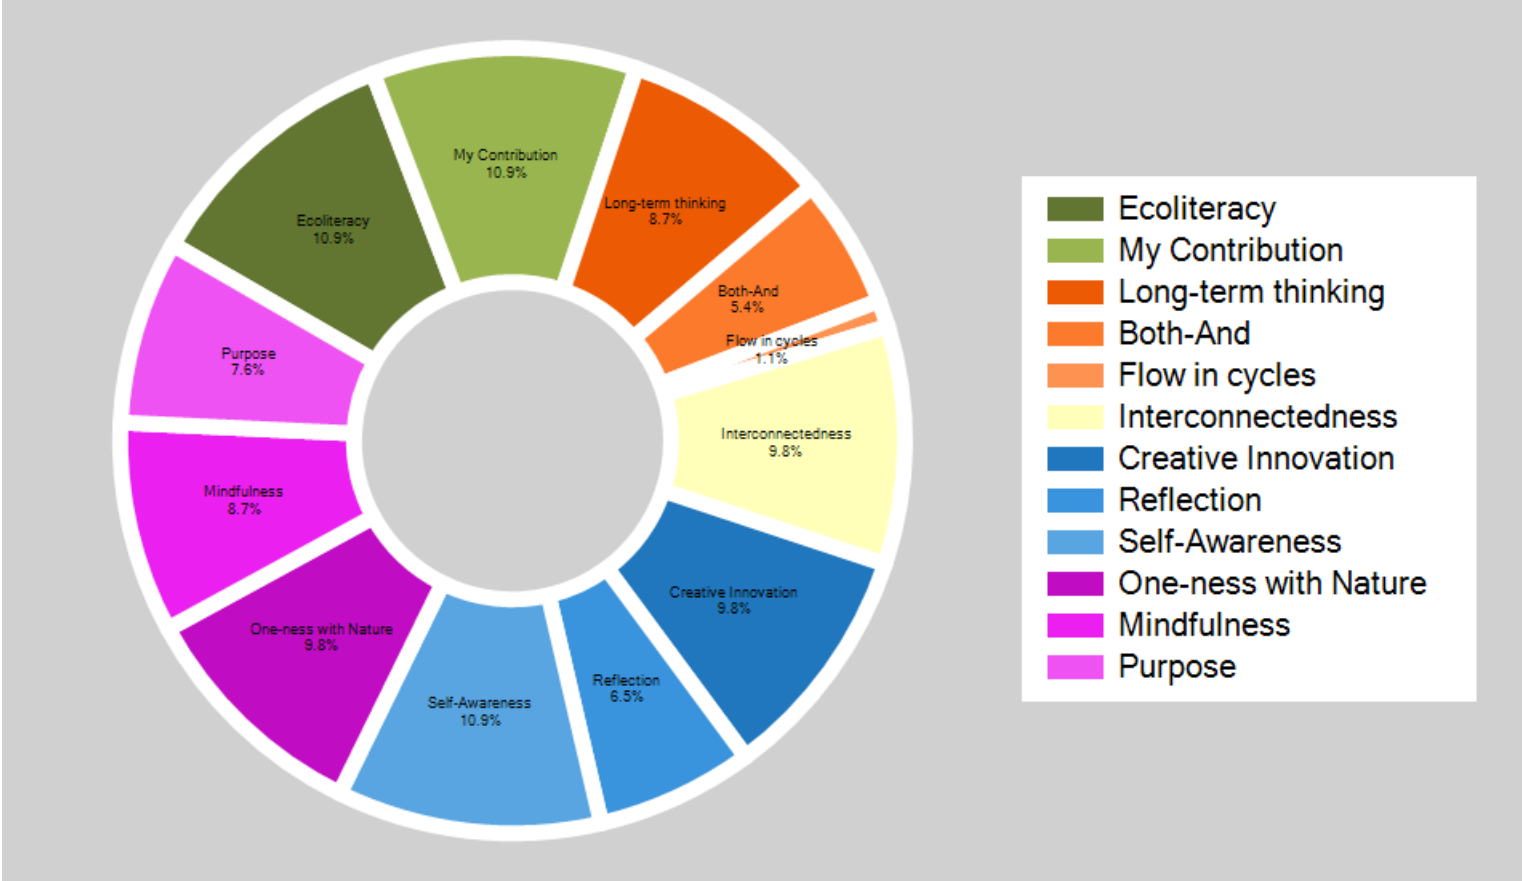 My Contribution
10.9%
Long-term thinking
8.7%
Both-And
5.4%
Flow in cycles
1.1%
Interconnectedness
9.8%
Creative Innovation
9.8%
Reflection
6.5%
Self-Awareness
10.9%
One-ness with Nature
9.8%
Mindfulness
8.7%
Purpose
7.6%
Ecoliteracy
10.9%
Ecoliteracy
My Contribution
Long-term thinking
Both-And
Flow in cycles
Interconnectedness
Creative Innovation
Reflection
Self-Awareness
One-ness with Nature
Mindfulness
Purpose